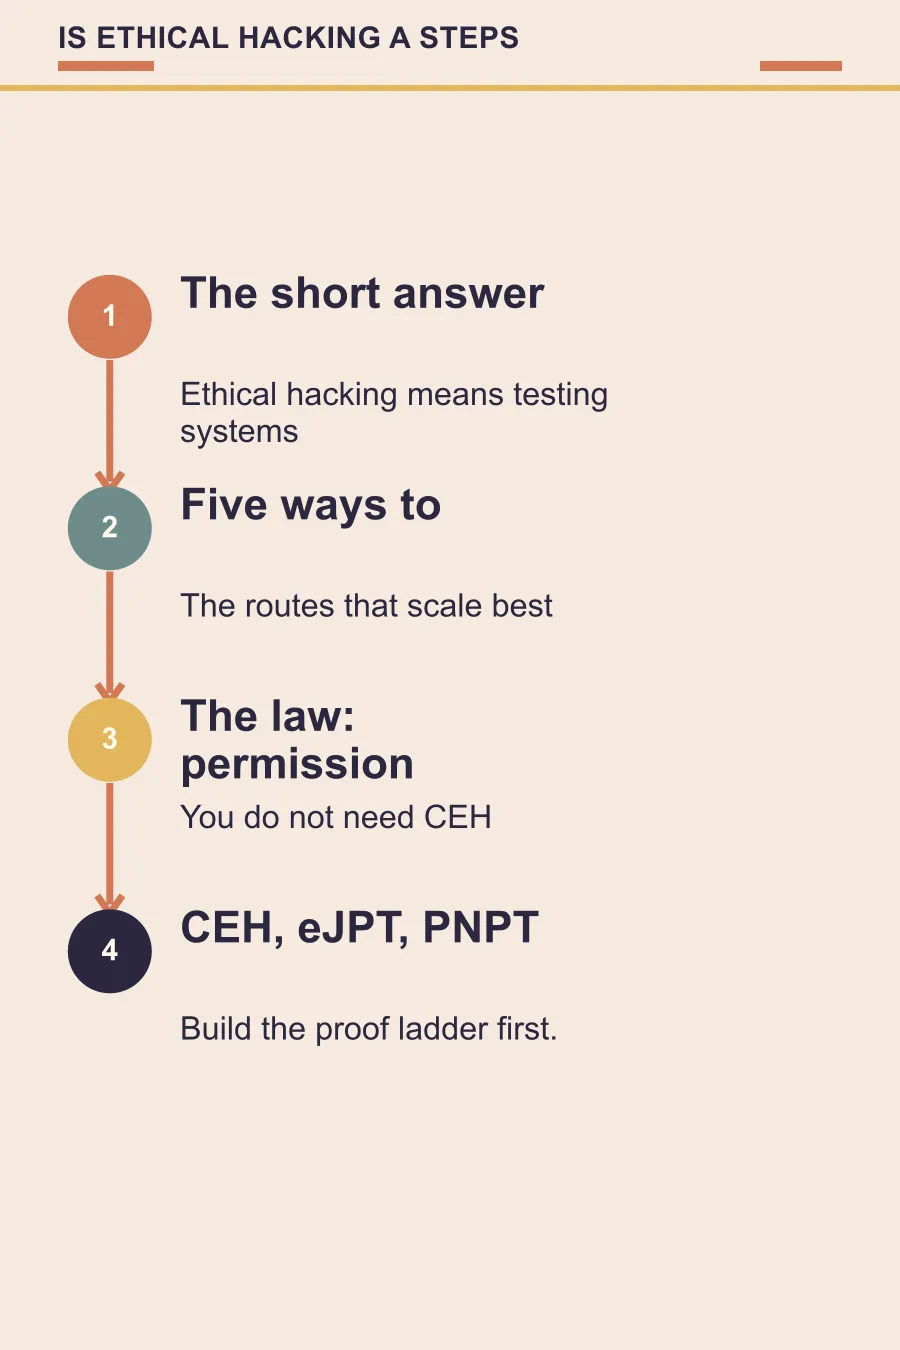 IS ETHICAL HACKING A STEPS
1
The short answer
Ethical hacking means testing
systems
2
Five ways to
The routes that scale best
3
The law:
permission
You do not need CEH
4
CEH, eJPT, PNPT
Build the proof ladder first.